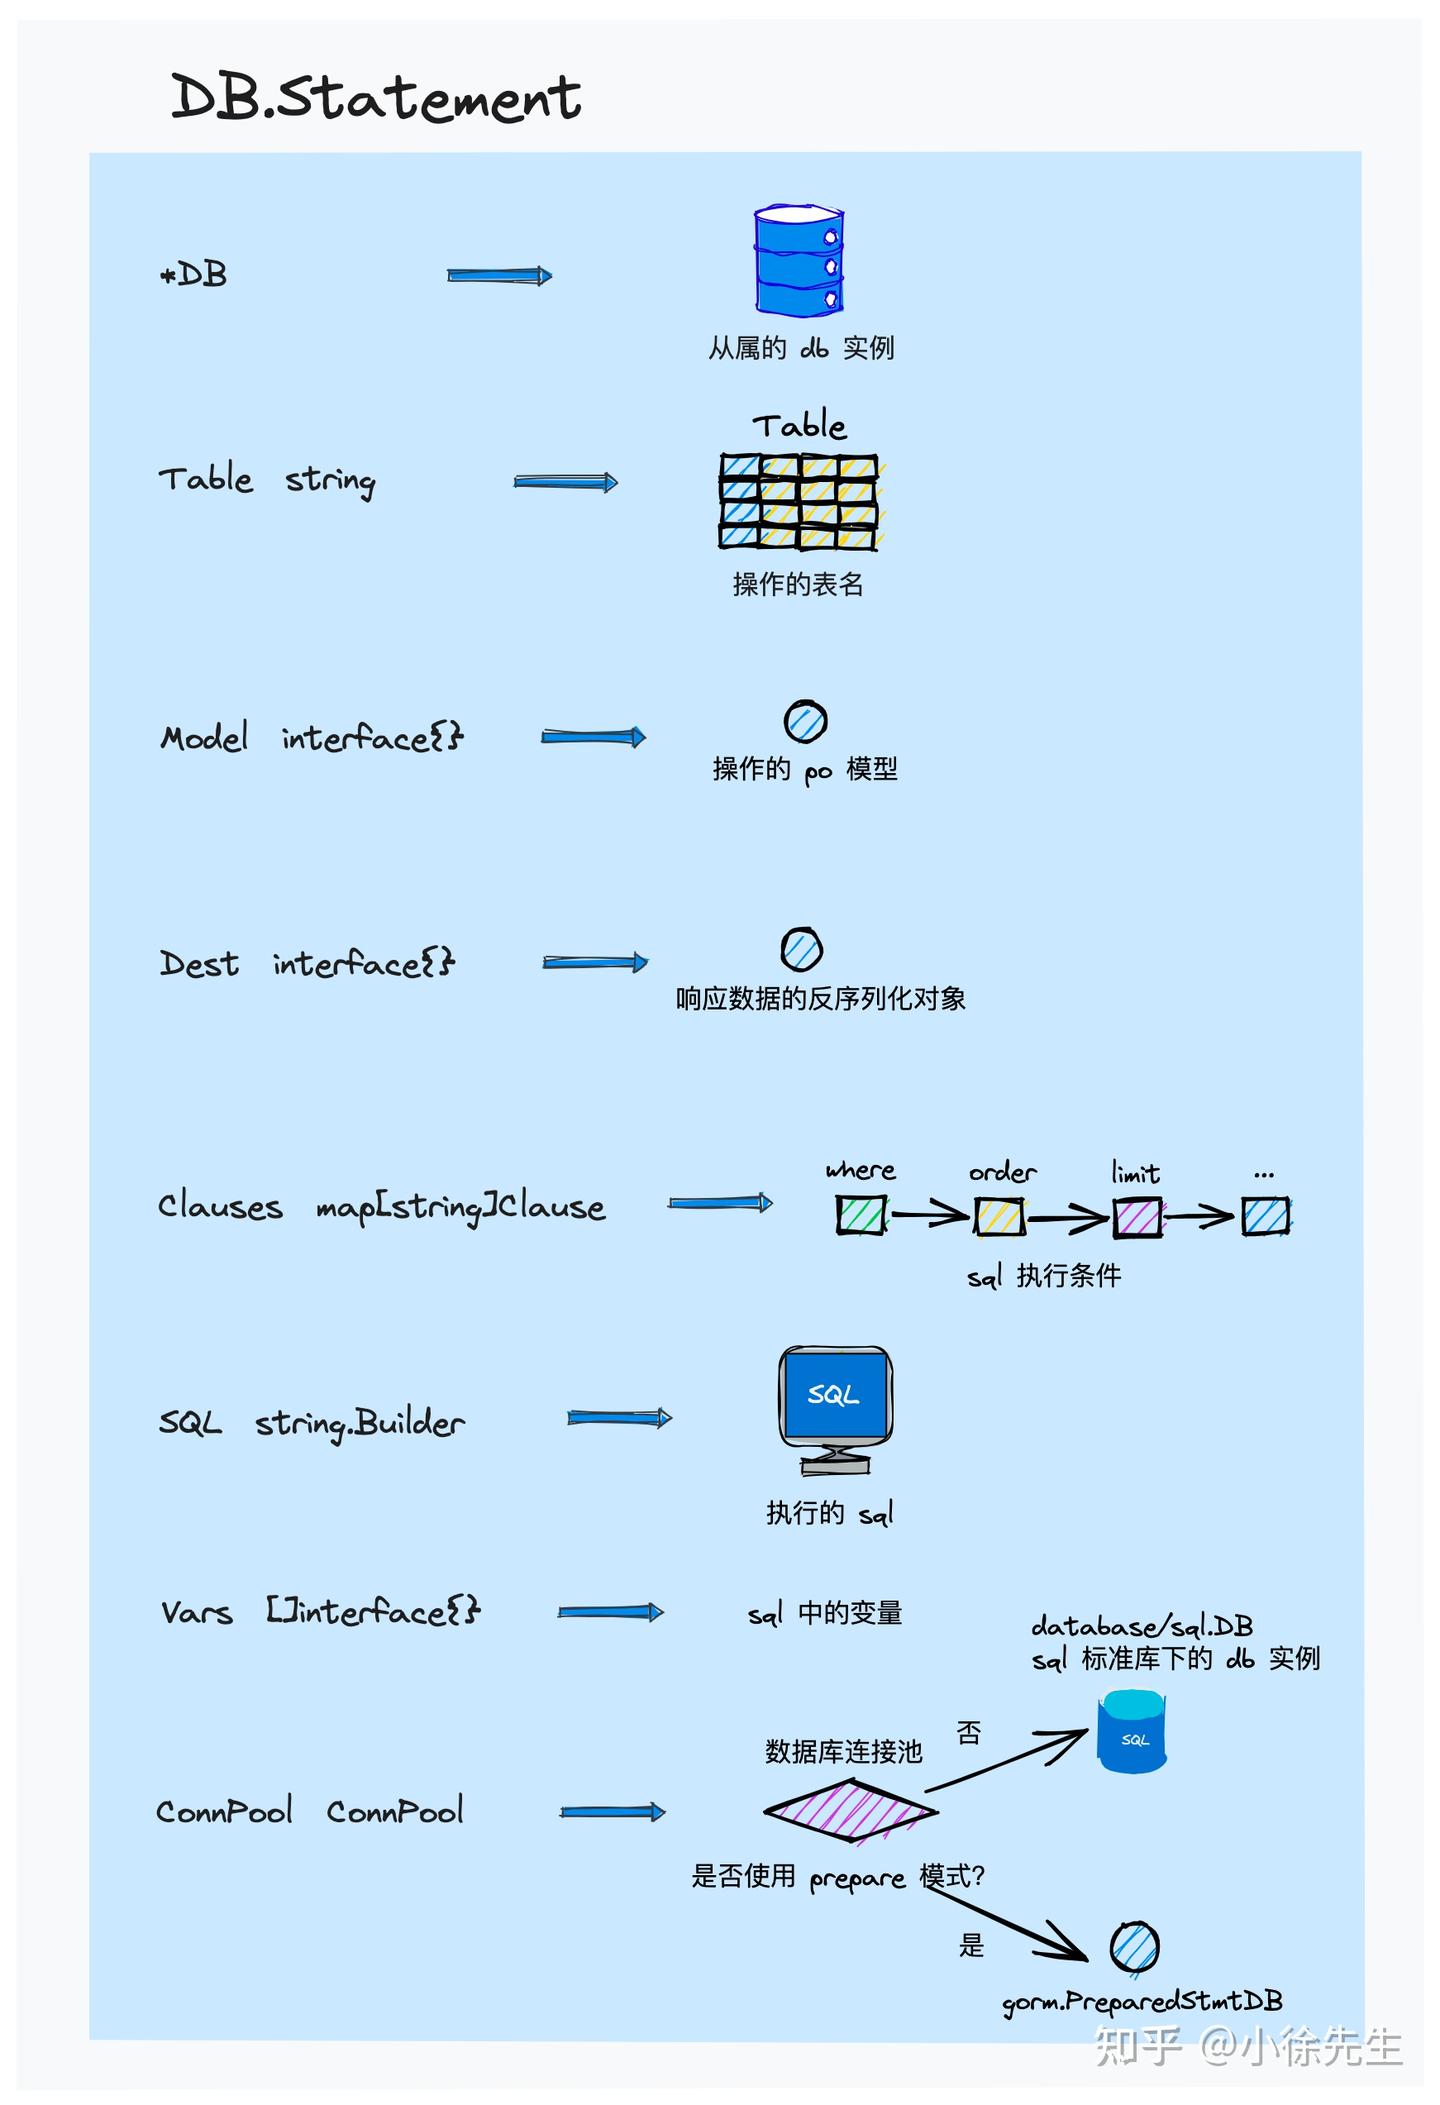 DB.Statement
*DB
从属的 db 实例
Table
Table string
操作的表名
Model interface{}
操作的 po 模型
Dest interface{}
响应数据的反序列化对象
where order limit ...
Clauses map[string]Clause
sql 执行条件
SQL
SQL string.Builder
执行的 sql
Vars []interface{}
sql 中的变量
database/sql.DB
sql 标准库下的 db 实例
否
SQL
数据库连接池
ConnPool ConnPool
是否使用 prepare 模式?
是
gorm.PreparedStmtDB
知乎 @小徐先生